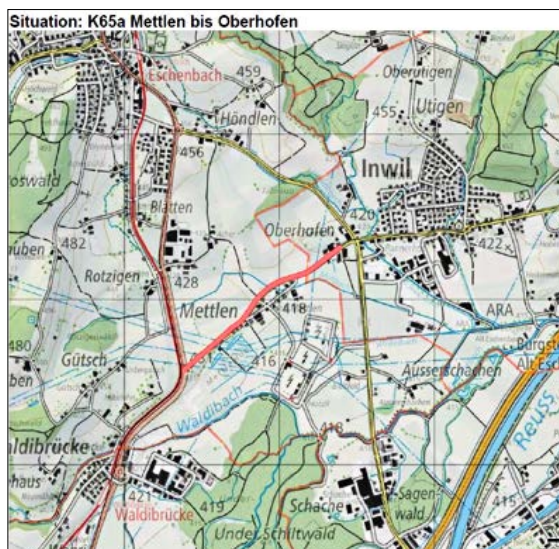 Situation: K65a Mettlen bis Oberhofen
Eschenbach
459
Oberutigen
Höndlen
455
Utigen
456
Inwil
oswald
Blatten
420
Oberhofen
482
422
Rotzigen
428
Mettlen
418
ARA
480
416
Gütsch
Ausserschachen
Waldibach
Reuss
418
aldibrücke
421
419
Schache
Sagen-
wald
415
Waldibrücke
Under Schiltwald